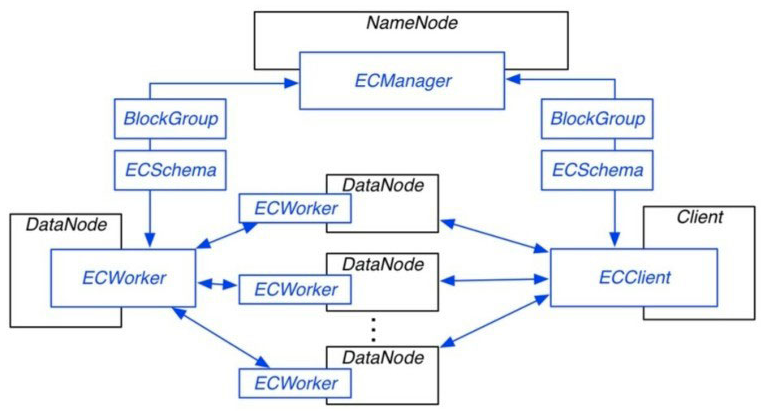 NameNode
ECManager
BlockGroup
BlockGroup
ECSchema
ECSchema
DataNode
ECWorker
DataNode
Client
ECWorker
DataNode
ECWorker
ECClient
DataNode
ECWorker